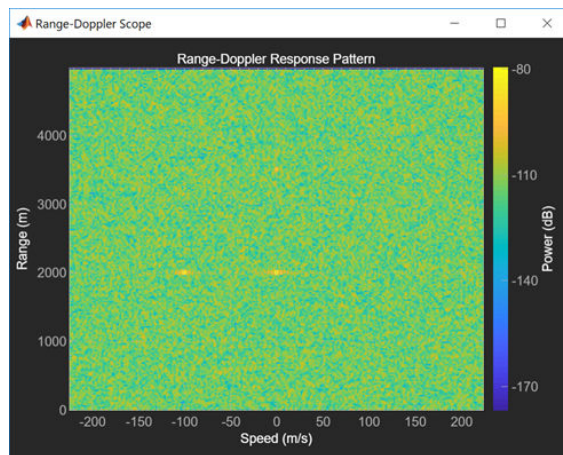 Range-Doppler Scope
Range-Doppler Response Pattern
-80
4000
-110
3000
Range (m)
Power (dB)
2000
-140
1000
-170
0
-200 -150 -100 -50 0 50 100 150 200
Speed (m/s)